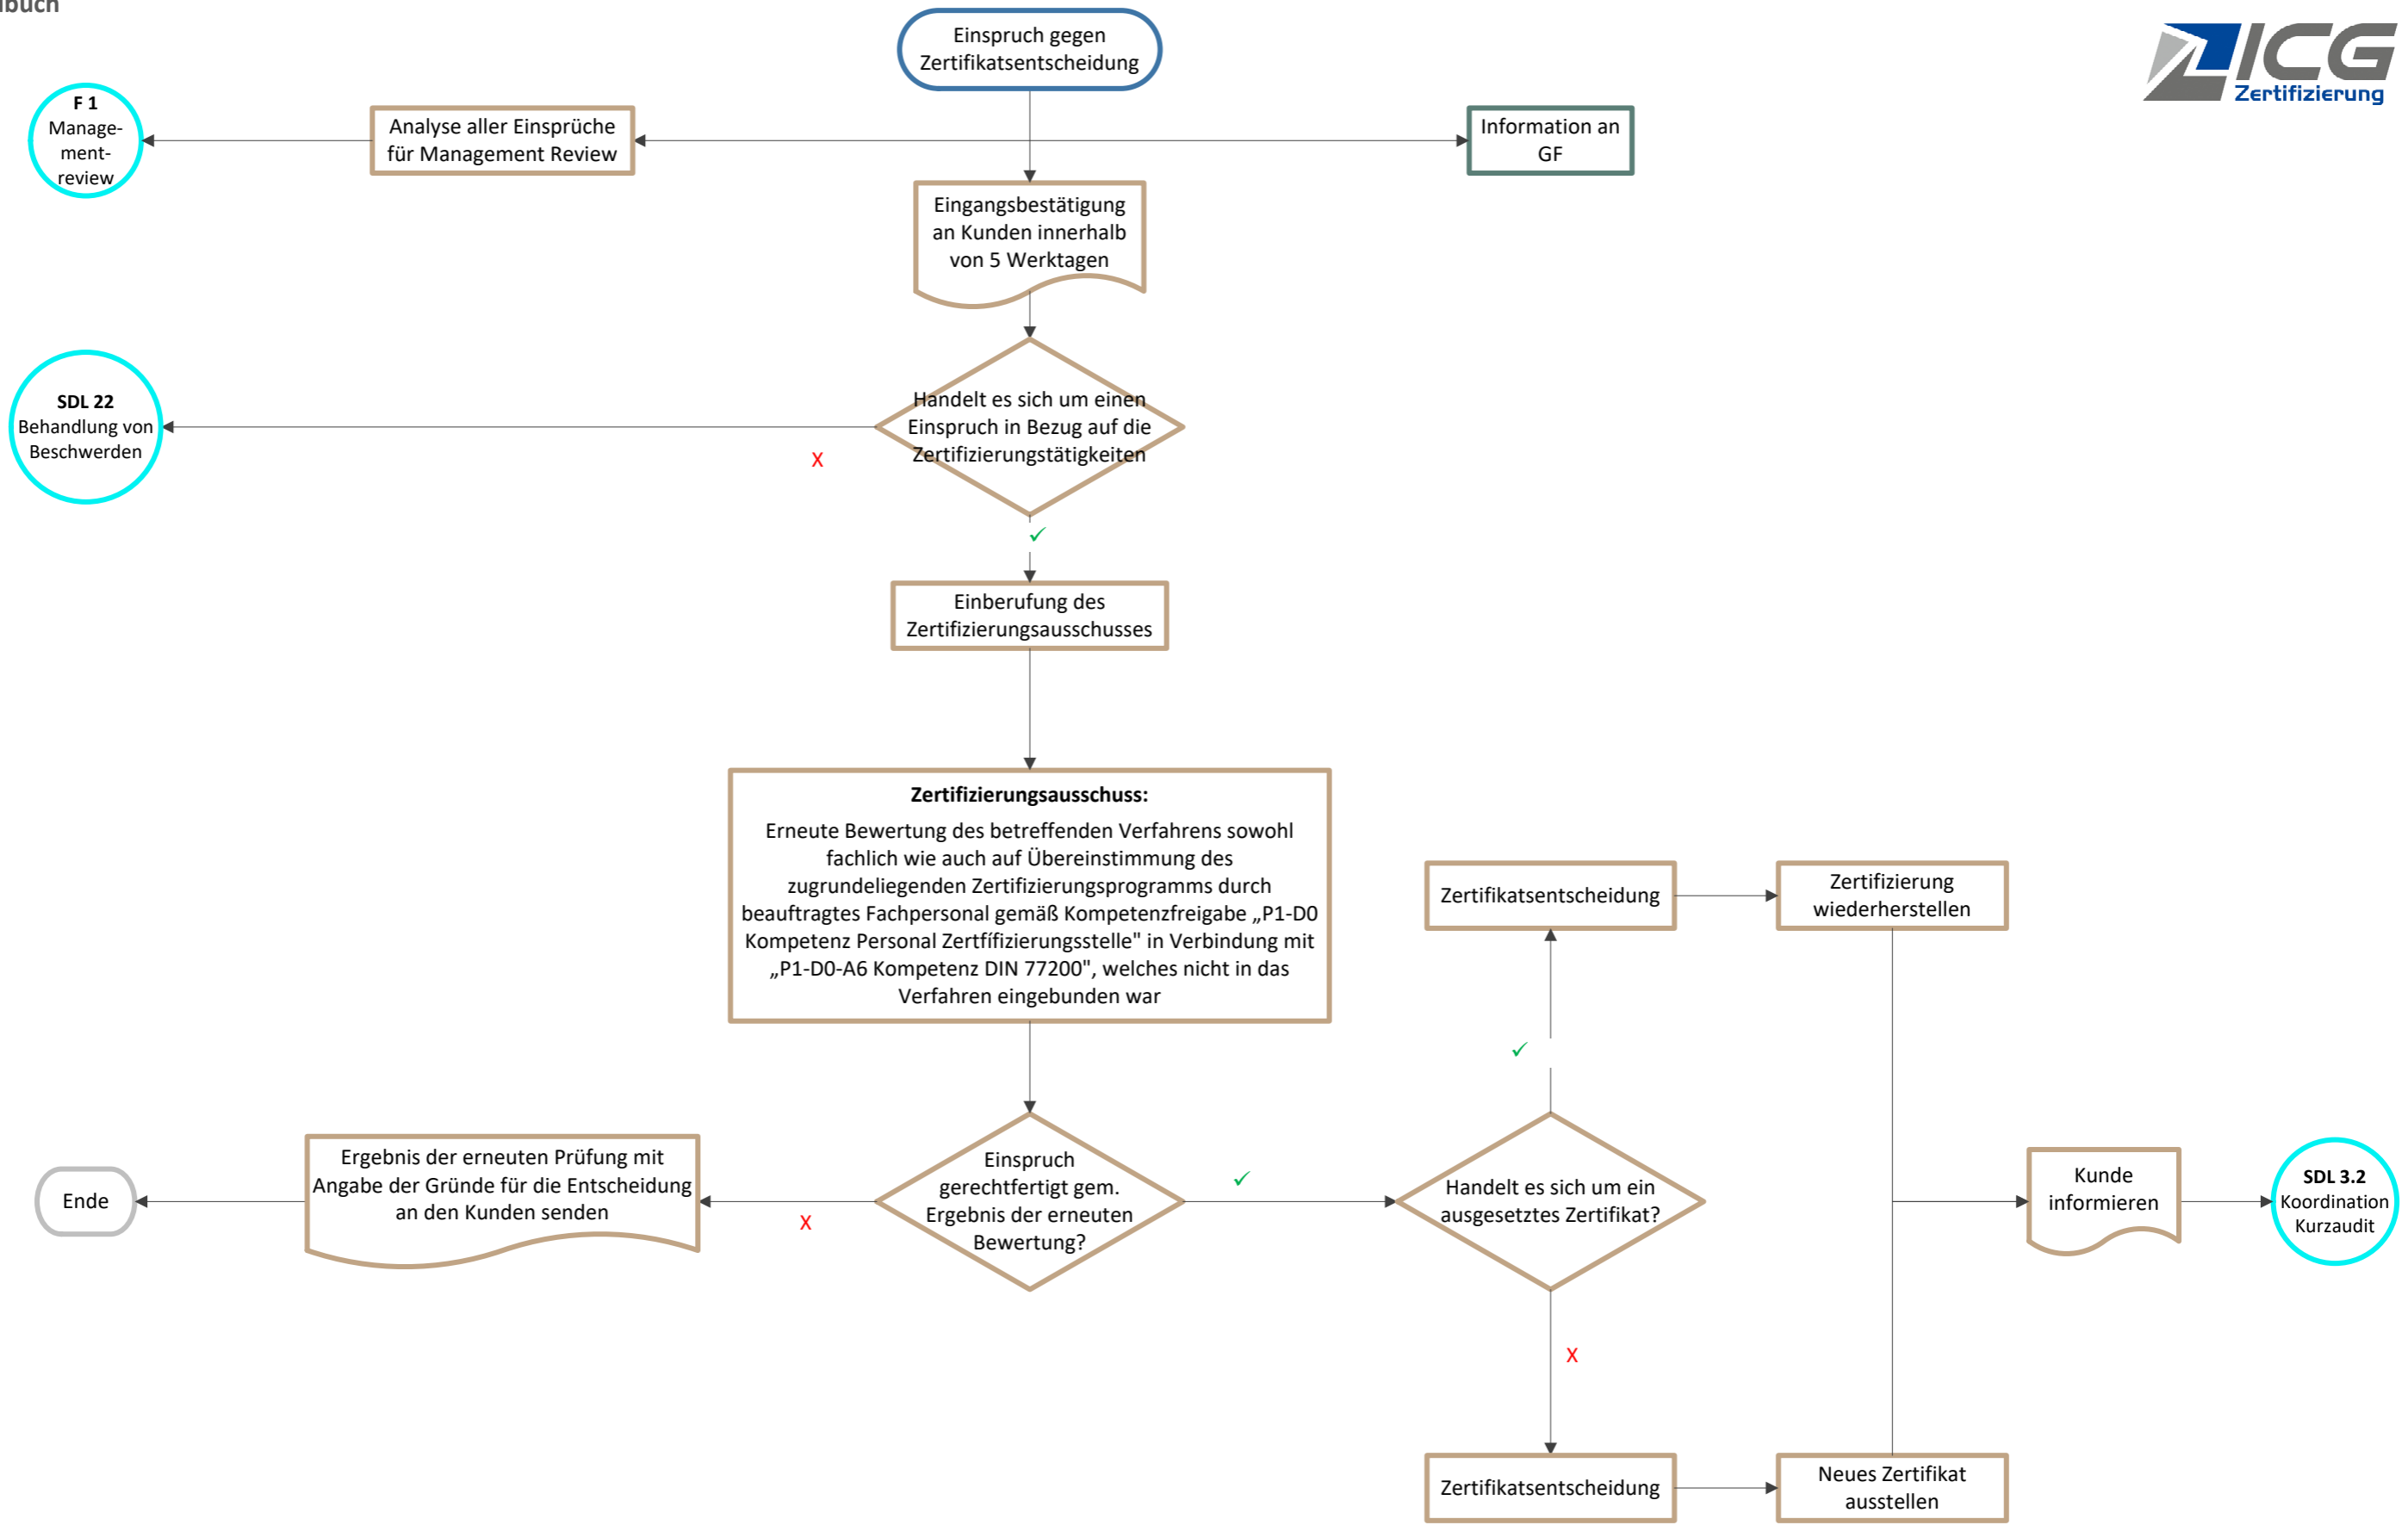 Einspruch gegen
Zertifikatsentscheidung
ICG
Zertifizierung
F 1
Manage-
ment-
review
Analyse aller Einsprüche
für Management Review
Information an
GF
Eingangsbestätigung
an Kunden innerhalb
von 5 Werktagen
SDL 22
Behandlung von
Beschwerden
Handelt es sich um einen
Einspruch in Bezug auf die
Zertifizierungstätigkeiten
X
✓
Einberufung des
Zertifizierungsausschusses
Zertifizierungsausschuss:
Erneute Bewertung des betreffenden Verfahrens sowohl
fachlich wie auch auf Übereinstimmung des
zugrundeliegenden Zertifizierungsprogramms durch
beauftragtes Fachpersonal gemäß Kompetenzfreigabe „P1-D0
Kompetenz Personal Zertfífizierungsstelle" in Verbindung mit
„P1-D0-A6 Kompetenz DIN 77200", welches nicht in das
Verfahren eingebunden war
Zertifikatsentscheidung
Zertifizierung
wiederherstellen
✓
Ende
Ergebnis der erneuten Prüfung mit
Angabe der Gründe für die Entscheidung
an den Kunden senden
X
Einspruch
gerechtfertigt gem.
Ergebnis der erneuten
Bewertung?
✓
Handelt es sich um ein
ausgesetztes Zertifikat?
Kunde
informieren
SDL 3.2
Koordination
Kurzaudit
X
Zertifikatsentscheidung
Neues Zertifikat
ausstellen